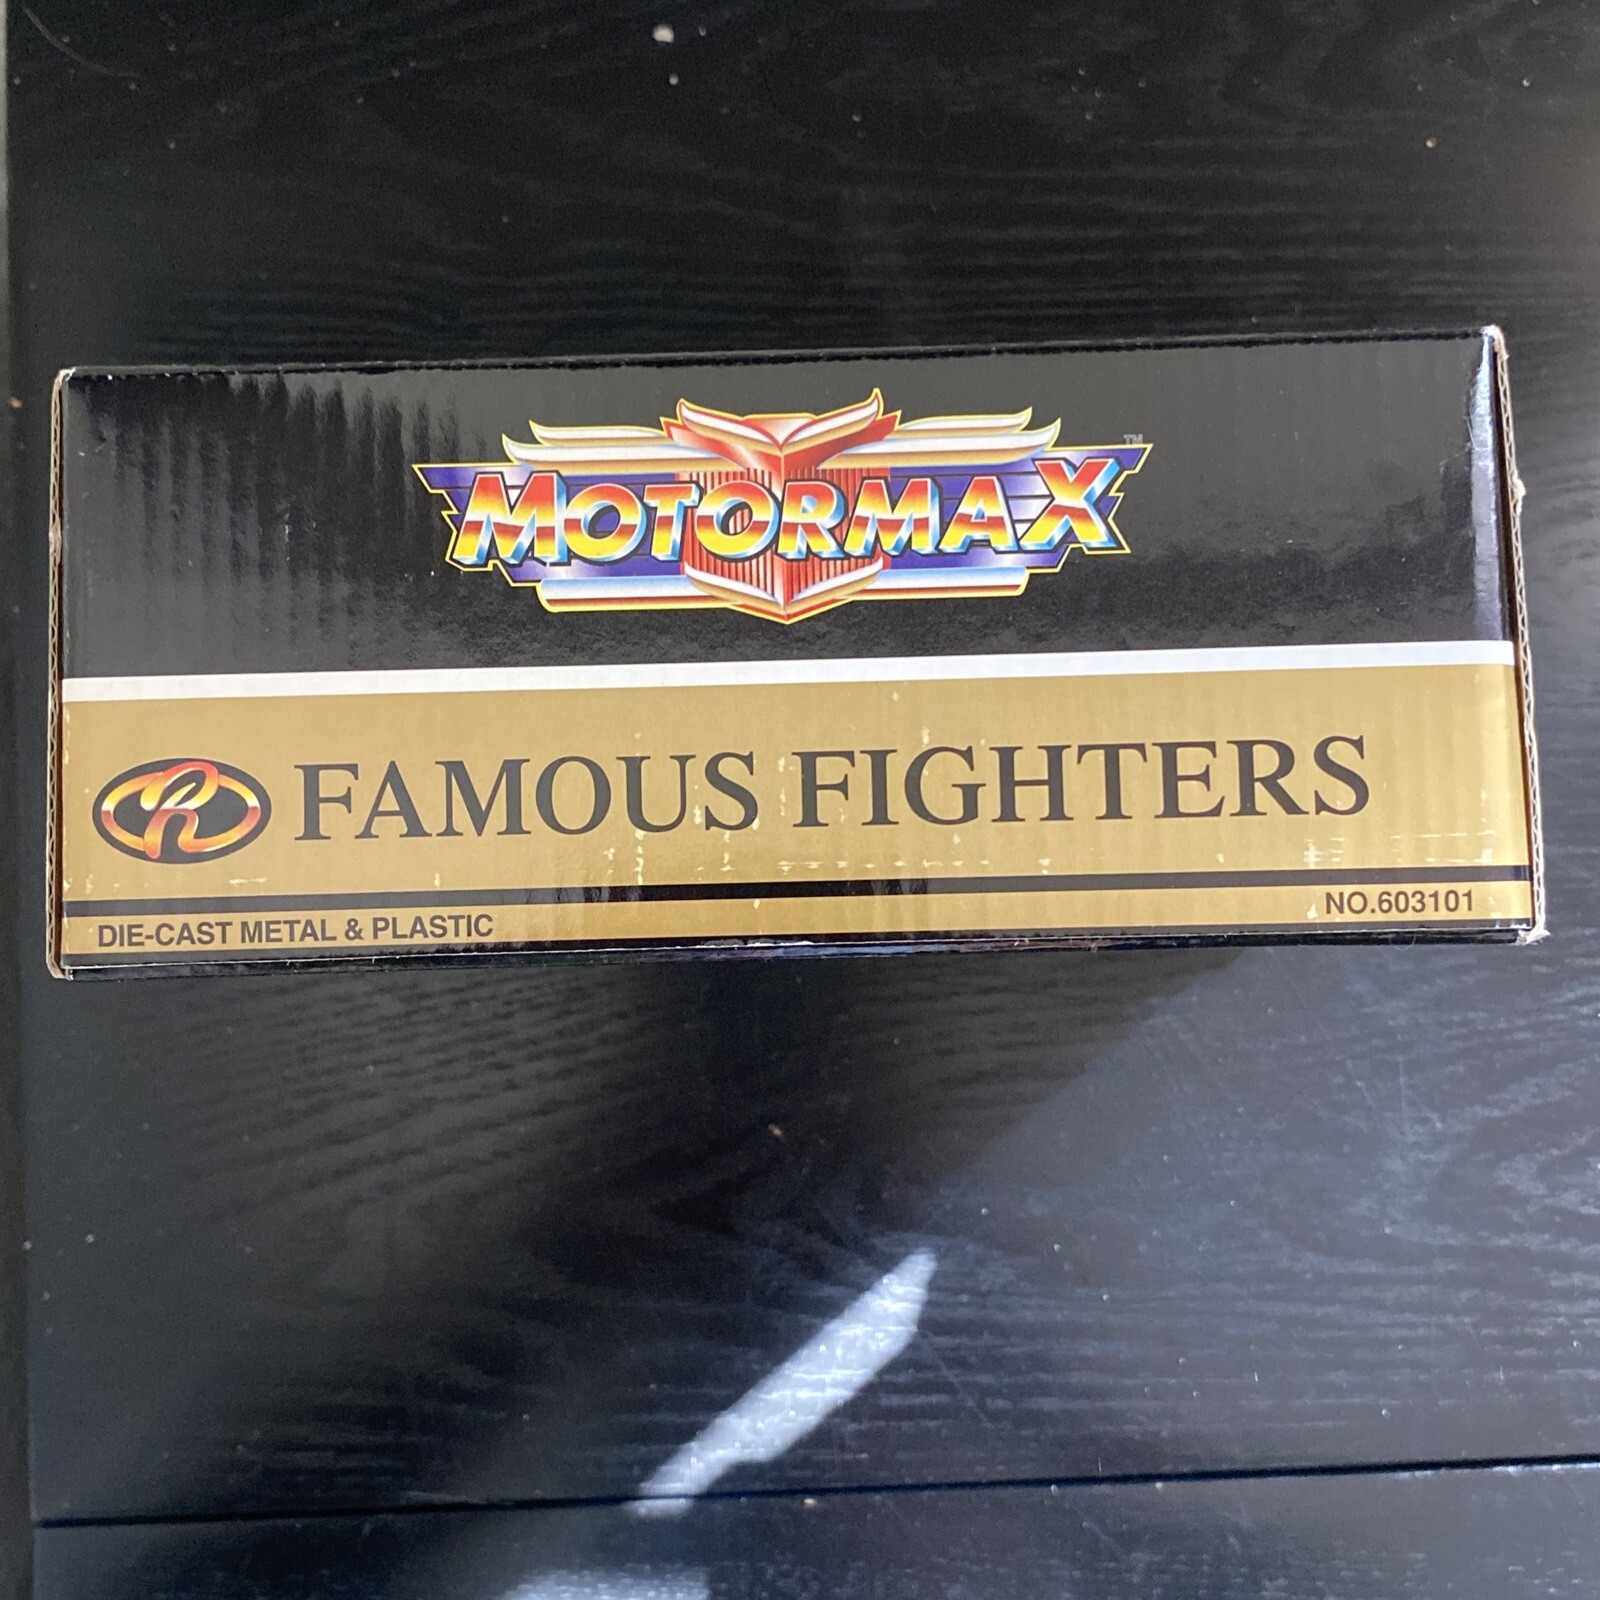 MOTORMAX TM
R FAMOUS FIGHTERS
DIE-CAST METAL & PLASTIC
NO.603101